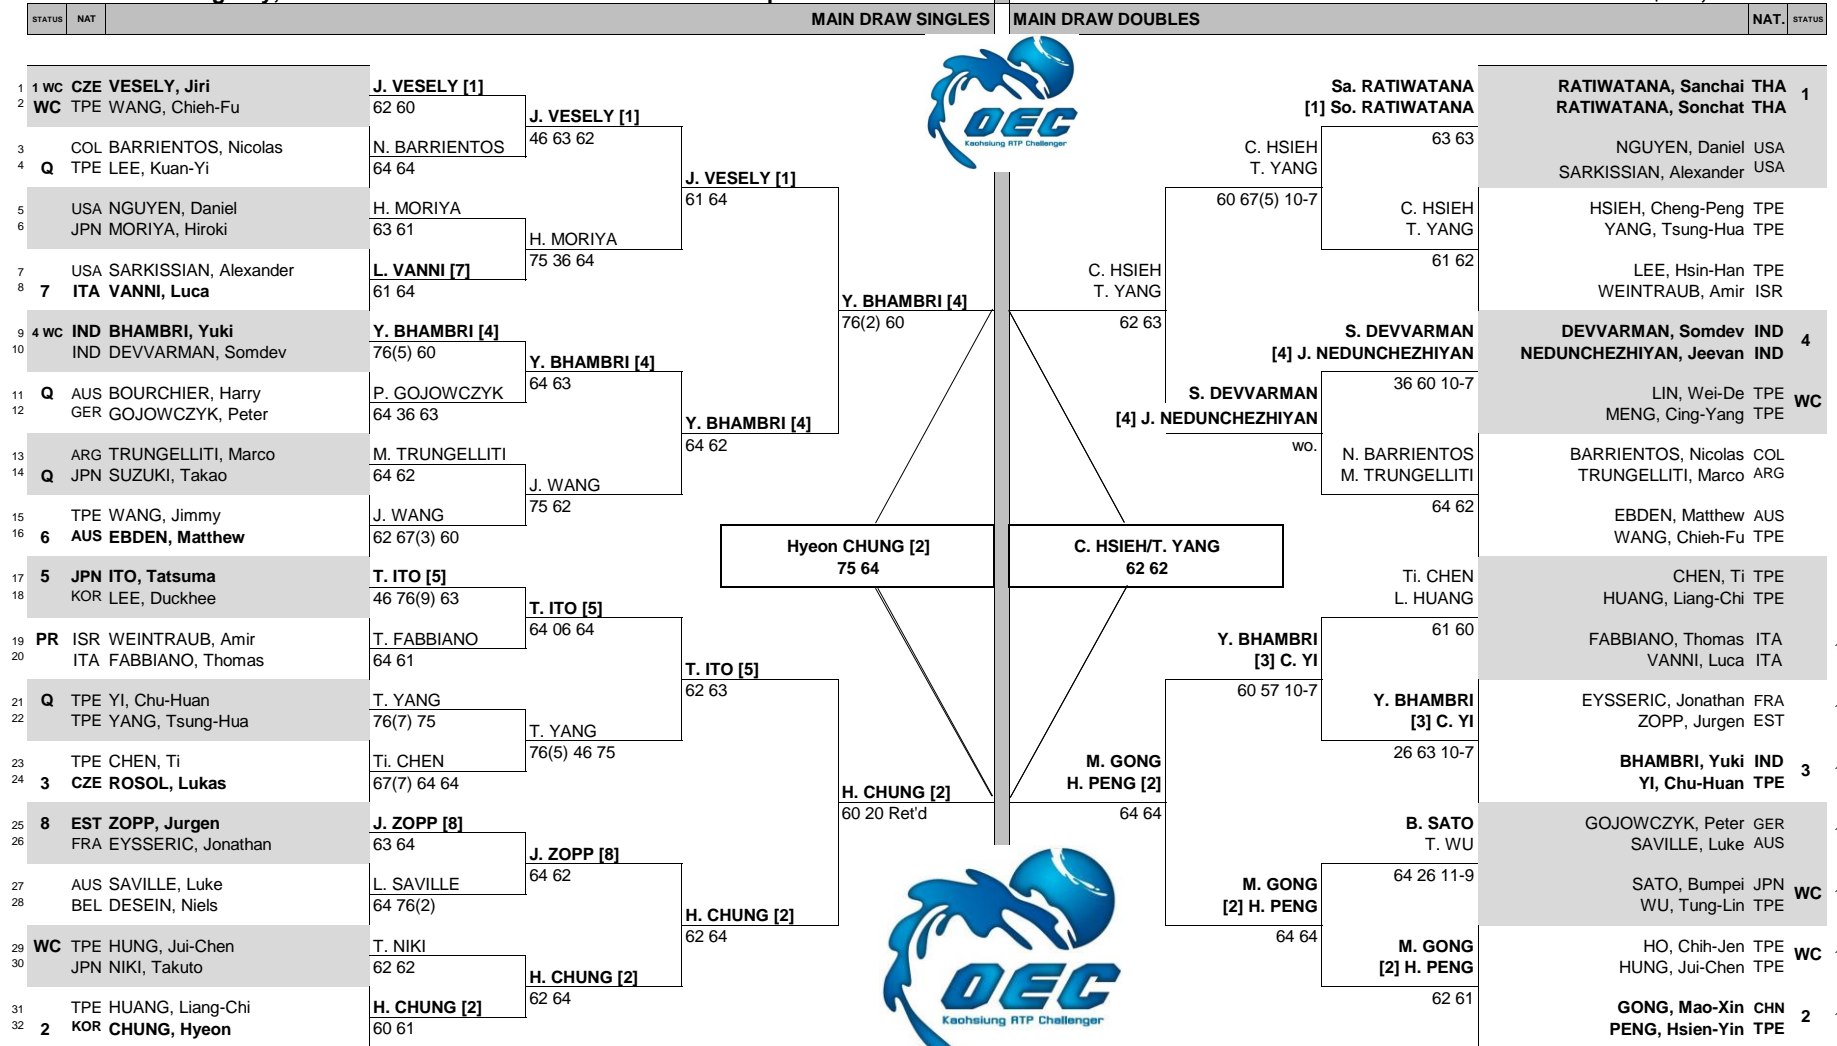 STATUS NAT MAIN DRAW SINGLES MAIN DRAW DOUBLES NAT. STATUS
OEC
Kaohsiung ATP Challenger
1 1 WC CZE VESELY, Jiri
2 WC TPE WANG, Chieh-Fu
3 COL BARRIENTOS, Nicolas
4 Q TPE LEE, Kuan-Yi
5 USA NGUYEN, Daniel
6 JPN MORIYA, Hiroki
7 USA SARKISSIAN, Alexander
8 7 ITA VANNI, Luca
9 4 WC IND BHAMBRI, Yuki
10 IND DEVVARMAN, Somdev
11 Q AUS BOURCHIER, Harry
12 GER GOJOWCZYK, Peter
13 ARG TRUNGELLITI, Marco
14 Q JPN SUZUKI, Takao
15 TPE WANG, Jimmy
16 6 AUS EBDEN, Matthew
17 5 JPN ITO, Tatsuma
18 KOR LEE, Duckhee
19 PR ISR WEINTRAUB, Amir
20 ITA FABBIANO, Thomas
21 Q TPE YI, Chu-Huan
22 TPE YANG, Tsung-Hua
23 TPE CHEN, Ti
24 3 CZE ROSOL, Lukas
25 8 EST ZOPP, Jurgen
26 FRA EYSSERIC, Jonathan
27 AUS SAVILLE, Luke
28 BEL DESEIN, Niels
29 WC TPE HUNG, Jui-Chen
30 JPN NIKI, Takuto
31 TPE HUANG, Liang-Chi
32 2 KOR CHUNG, Hyeon
J. VESELY [1]
62 60
N. BARRIENTOS
64 64
H. MORIYA
63 61
L. VANNI [7]
61 64
Y. BHAMBRI [4]
76(5) 60
P. GOJOWCZYK
64 36 63
M. TRUNGELLITI
64 62
J. WANG
62 67(3) 60
T. ITO [5]
46 76(9) 63
T. FABBIANO
64 61
T. YANG
76(7) 75
Ti. CHEN
67(7) 64 64
J. ZOPP [8]
63 64
L. SAVILLE
64 76(2)
T. NIKI
62 62
H. CHUNG [2]
60 61
J. VESELY [1]
46 63 62
H. MORIYA
75 36 64
Y. BHAMBRI [4]
64 63
J. WANG
75 62
T. ITO [5]
64 06 64
T. YANG
76(5) 46 75
J. ZOPP [8]
64 62
H. CHUNG [2]
62 64
J. VESELY [1]
61 64
Y. BHAMBRI [4]
64 62
T. ITO [5]
62 63
H. CHUNG [2]
62 64
Y. BHAMBRI [4]
76(2) 60
H. CHUNG [2]
60 20 Ret'd
Hyeon CHUNG [2]
75 64
C. HSIEH/T. YANG
62 62
C. HSIEH
T. YANG
62 63
M. GONG
H. PENG [2]
64 64
C. HSIEH
T. YANG
60 67(5) 10-7
S. DEVVARMAN
[4] J. NEDUNCHEZHIYAN
wo.
Y. BHAMBRI
[3] C. YI
60 57 10-7
M. GONG
[2] H. PENG
64 64
Sa. RATIWATANA
[1] So. RATIWATANA
63 63
C. HSIEH
T. YANG
61 62
S. DEVVARMAN
[4] J. NEDUNCHEZHIYAN
36 60 10-7
N. BARRIENTOS
M. TRUNGELLITI
64 62
Ti. CHEN
L. HUANG
61 60
Y. BHAMBRI
[3] C. YI
26 63 10-7
B. SATO
T. WU
64 26 11-9
M. GONG
[2] H. PENG
62 61
RATIWATANA, Sanchai THA 1
RATIWATANA, Sonchat THA
NGUYEN, Daniel USA
SARKISSIAN, Alexander USA
HSIEH, Cheng-Peng TPE
YANG, Tsung-Hua TPE
LEE, Hsin-Han TPE
WEINTRAUB, Amir ISR
DEVVARMAN, Somdev IND 4
NEDUNCHEZHIYAN, Jeevan IND
LIN, Wei-De TPE WC
MENG, Cing-Yang TPE
BARRIENTOS, Nicolas COL
TRUNGELLITI, Marco ARG
EBDEN, Matthew AUS
WANG, Chieh-Fu TPE
CHEN, Ti TPE
HUANG, Liang-Chi TPE
FABBIANO, Thomas ITA
VANNI, Luca ITA
EYSSERIC, Jonathan FRA
ZOPP, Jurgen EST
BHAMBRI, Yuki IND 3
YI, Chu-Huan TPE
GOJOWCZYK, Peter GER
SAVILLE, Luke AUS
SATO, Bumpei JPN WC
WU, Tung-Lin TPE
HO, Chih-Jen TPE WC
HUNG, Jui-Chen TPE
GONG, Mao-Xin CHN 2
PENG, Hsien-Yin TPE
OEC
Kaohsiung ATP Challenger